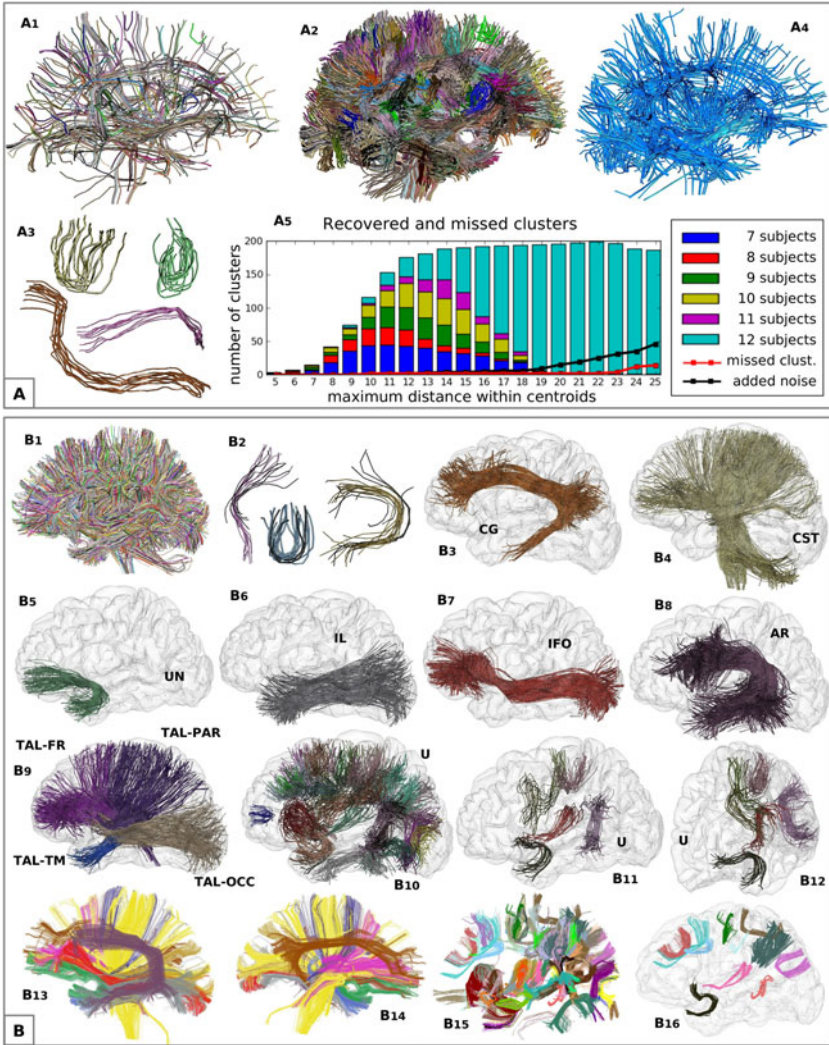 A1
A2
A4
A3
A5
Recovered and missed clusters
200
150
100
50
0
number of clusters
5 6 7 8 9 10 11 12 13 14 15 16 17 18 19 20 21 22 23 24 25
maximum distance within centroids
7 subjects
8 subjects
9 subjects
10 subjects
11 subjects
12 subjects
missed clust.
added noise
A
B1
B2
CG
B3
CST
B4
B5
UN
B6
IL
B7
IFO
B8
AR
TAL-FR
TAL-PAR
B9
TAL-TM
TAL-OCC
U
B10
U
B11
U
B12
B13
B14
B15
B16
B